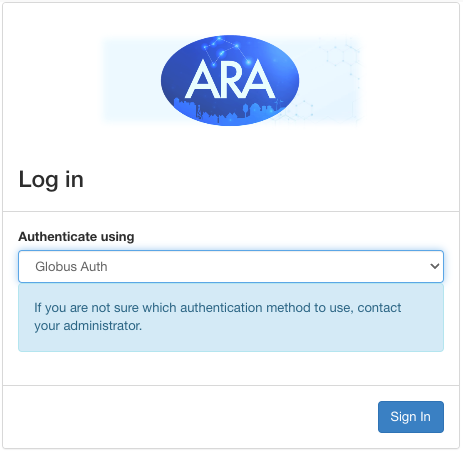 ARA
Log in
Authenticate using
Globus Auth
If you are not sure which authentication method to use, contact
your administrator.
Sign In